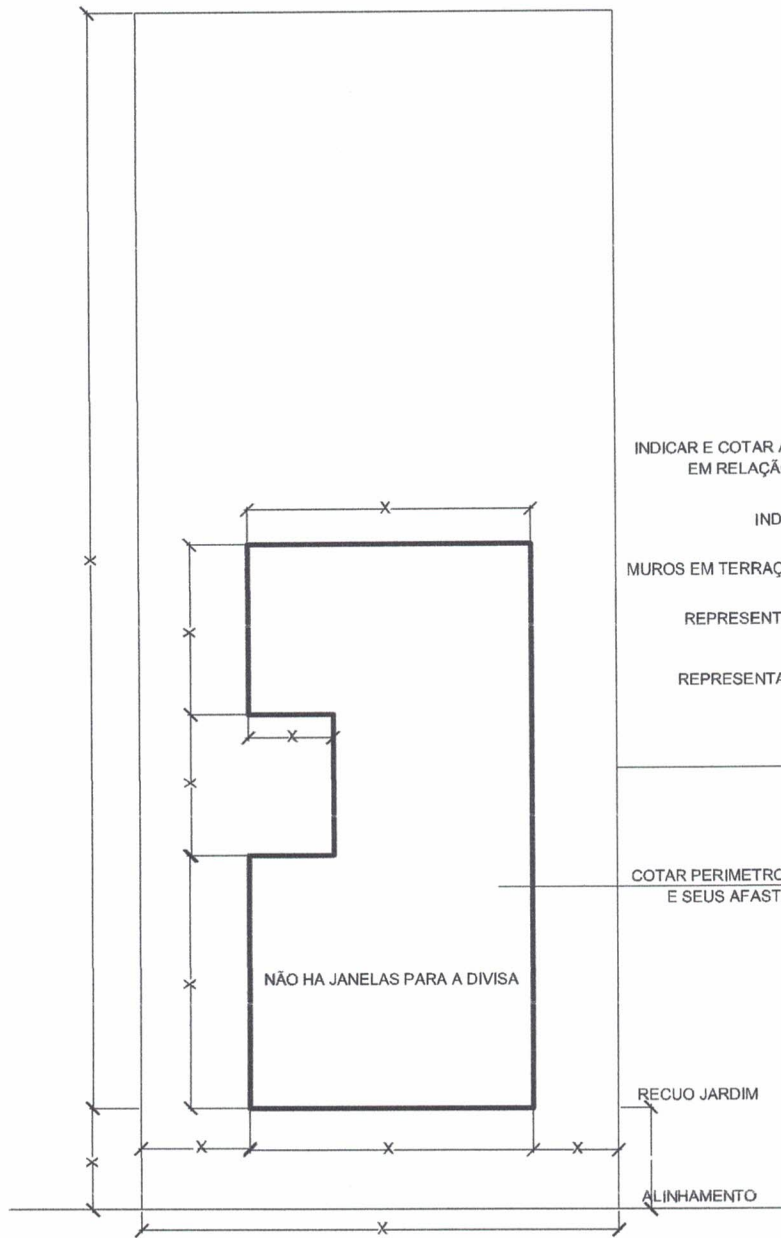 INDICAR E COTAR
EM RELAÇÃ
IND
X
X
MUROS EM TERRAÇ
REPRESENT
X
REPRESENTA
X
X
COTAR PERIMETRO
E SEUS AFAST
NÃO HA JANELAS PARA A DIVISA
X
RECUO JARDIM
X
X
X
X
ALINHAMENTO
X